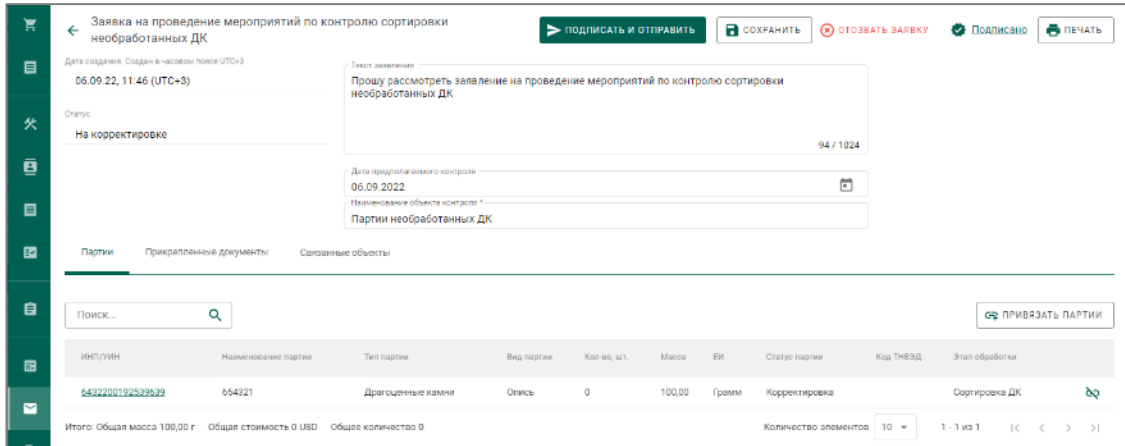 Заявка на проведение мероприятий по контролю сортировки
необработанных ДК
ПОДПИСАТЬ И ОТПРАВИТЬ
СОХРАНИТЬ
ОТОЗВАТЬ ЗАЯВКУ
Подписано
ПЕЧАТЬ
Дата создания. Создан в часовом поясе UTC+3
06.09.22, 11:46 (UTC+3)
Статус
На корректировке
Текст заявления
Прошу рассмотреть заявление на проведение мероприятий по контролю сортировки
необработанных ДК
94 / 1024
Дата предполагаемого контроля
06.09.2022
Наименование объекта контроля *
Партии необработанных ДК
Партии Прикрепленные документы Связанные объекты
Поиск...
ПРИВЯЗАТЬ ПАРТИИ
ИНП/УИН Наименование партии Тип партии Вид партии Кол-во, шт. Масса ЕИ Статус партии Код ТНВЭД Этап обработки
6432200192539639 654321 Драгоценные камни Опись 0 100,00 Грамм Корректировка Сортировка ДК
Итого: Общая масса 100,00 г Общая стоимость 0 USD Общее количество 0 Количество элементов 10 1 - 1 из 1